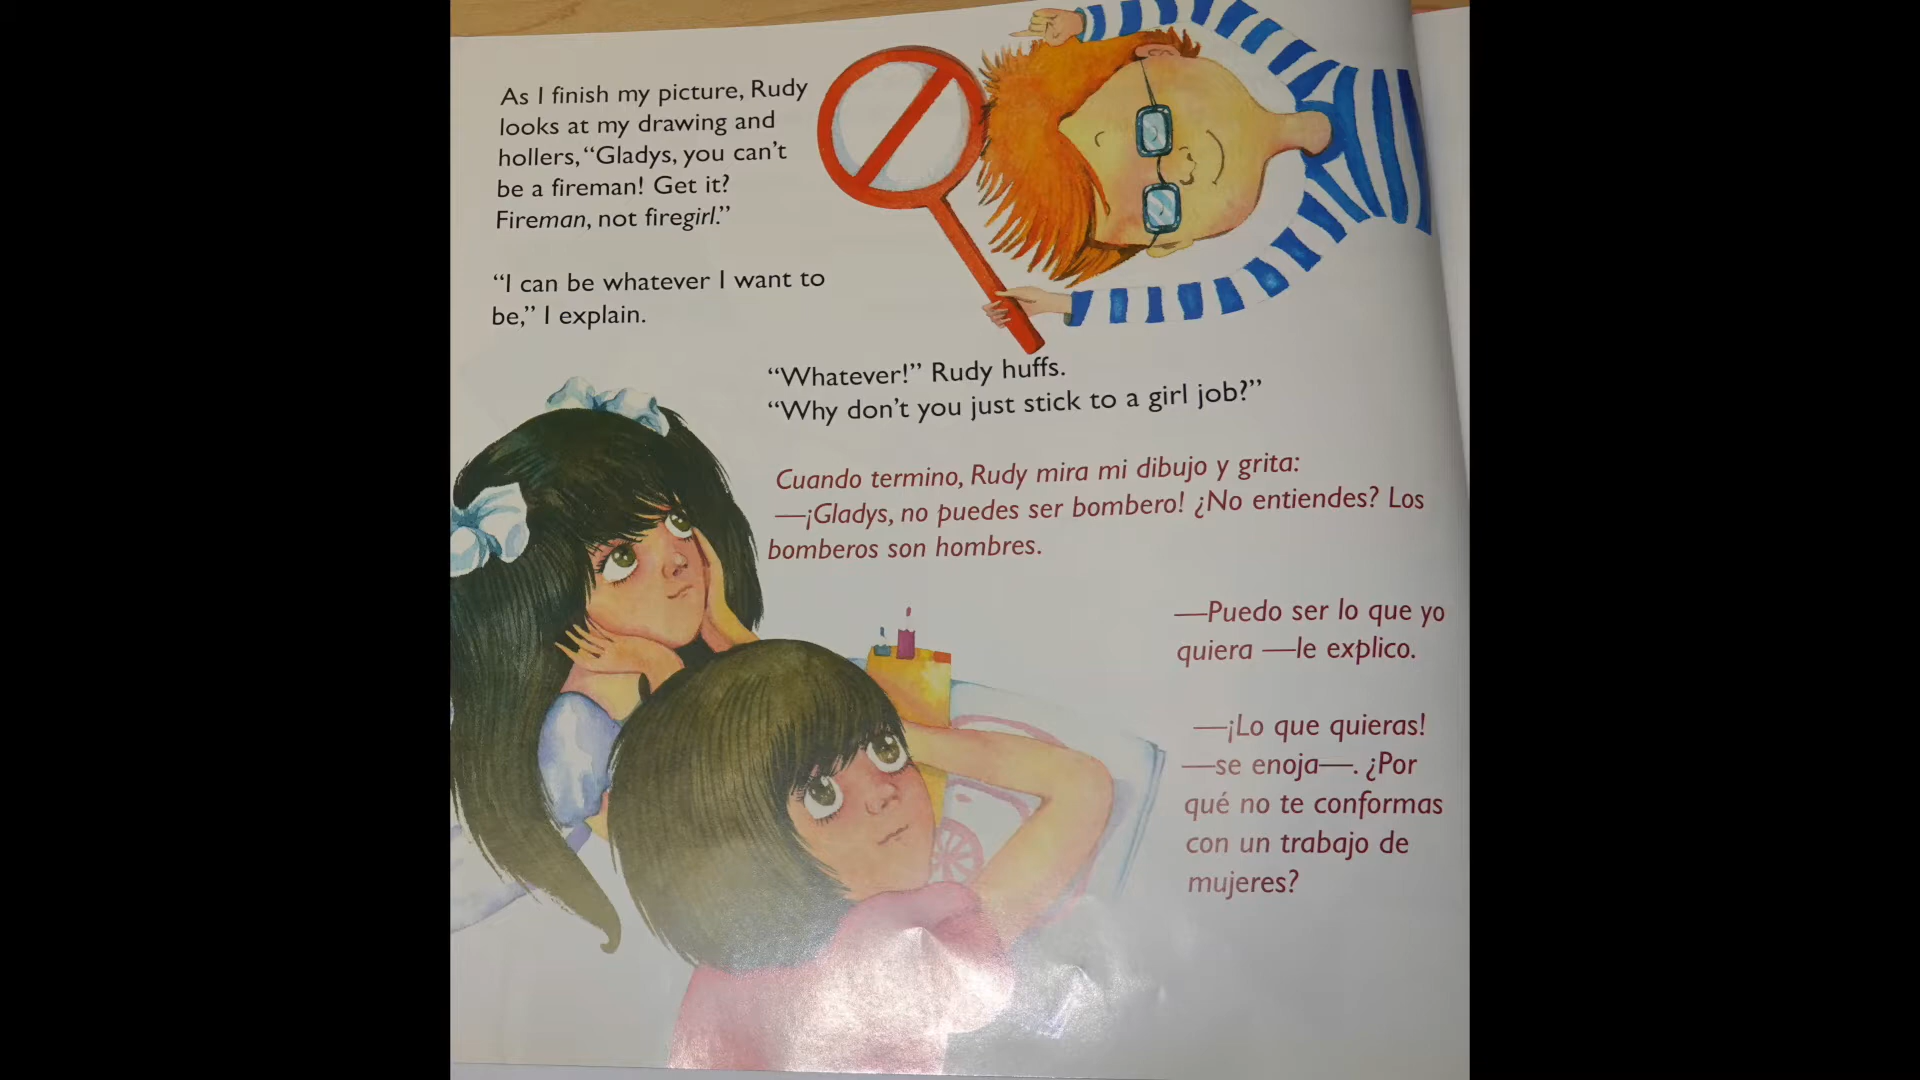 As I finish my picture, Rudy
looks at my drawing and
hollers, “Gladys, you can’t
be a fireman! Get it?
Fireman, not firegirl.”
“I can be whatever I want to
be,” I explain.
“Whatever!” Rudy huffs.
“Why don’t you just stick to a girl job?”
Cuando termino, Rudy mira mi dibujo y grita:
—¡Gladys, no puedes ser bombero! ¿No entiendes? Los
bomberos son hombres.
—Puedo ser lo que yo
quiera —le explico.
—¡Lo que quieras!
—se enoja—. ¿Por
qué no te conformas
con un trabajo de
mujeres?